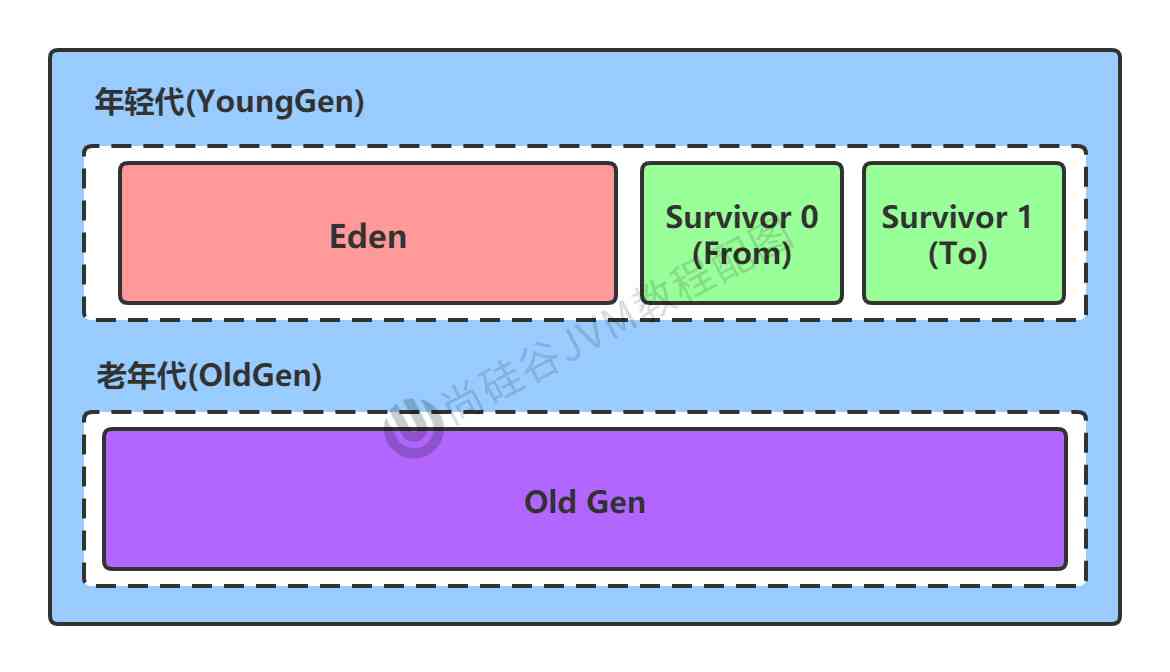 年轻代(YoungGen)
Eden
Survivor 0
(From)
Survivor 1
(To)
尚硅谷JVM教程配图
老年代(OldGen)
Old Gen